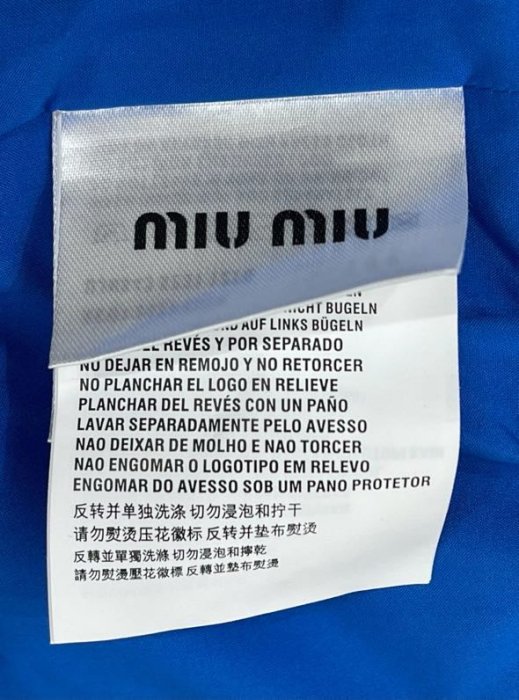 MIU MIU
NICHT BÜGELN
UND AUF LINKS BÜGELN
REVÉS Y POR SEPARADO
NO DEJAR EN REMOJO Y NO RETORCER
NO PLANCHAR EL LOGO EN RELIEVE
PLANCHAR DEL REVÉS CON UN PAÑO
LAVAR SEPARADAMENTE PELO AVESSO
NAO DEIXAR DE MOLHO E NAO TORCER
NAO ENGOMAR O LOGOTIPO EM RELEVO
ENGOMAR DO AVESSO SOB UM PANO PROTETOR
反转并单独洗涤 切勿浸泡和拧干
请勿熨烫压花徽标 反转并垫布熨烫
反轉並單獨洗滌 切勿浸泡和擰乾
請勿熨燙壓花徽標 反轉並墊布熨燙